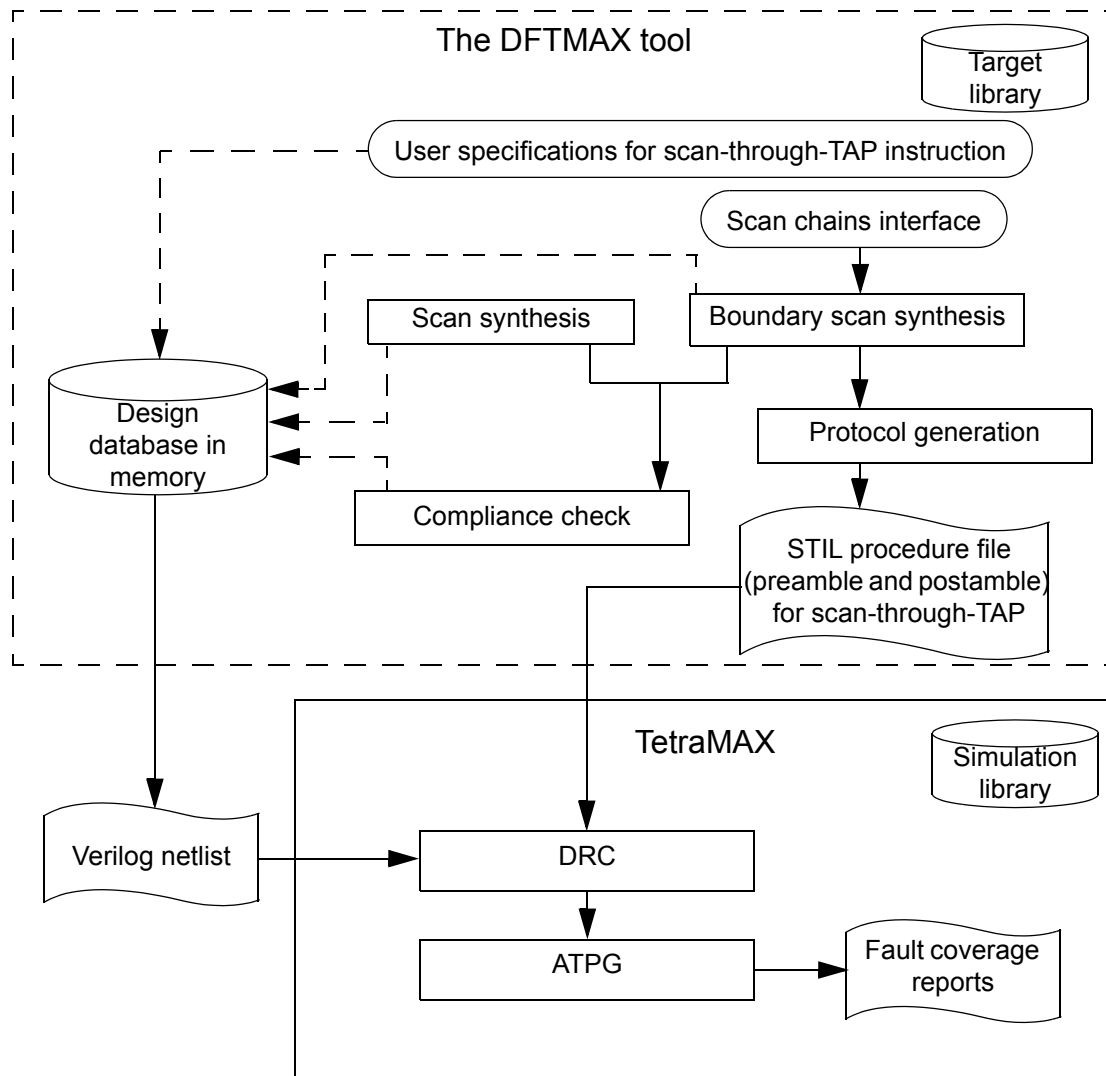 The DFTMAX tool
Target
library
User specifications for scan-through-TAP instruction
Scan chains interface
Scan synthesis
Boundary scan synthesis
Design
database in
memory
Protocol generation
Compliance check
STIL procedure file
(preamble and postamble)
for scan-through-TAP
TetraMAX
Simulation
library
Verilog netlist
DRC
ATPG
Fault coverage
reports